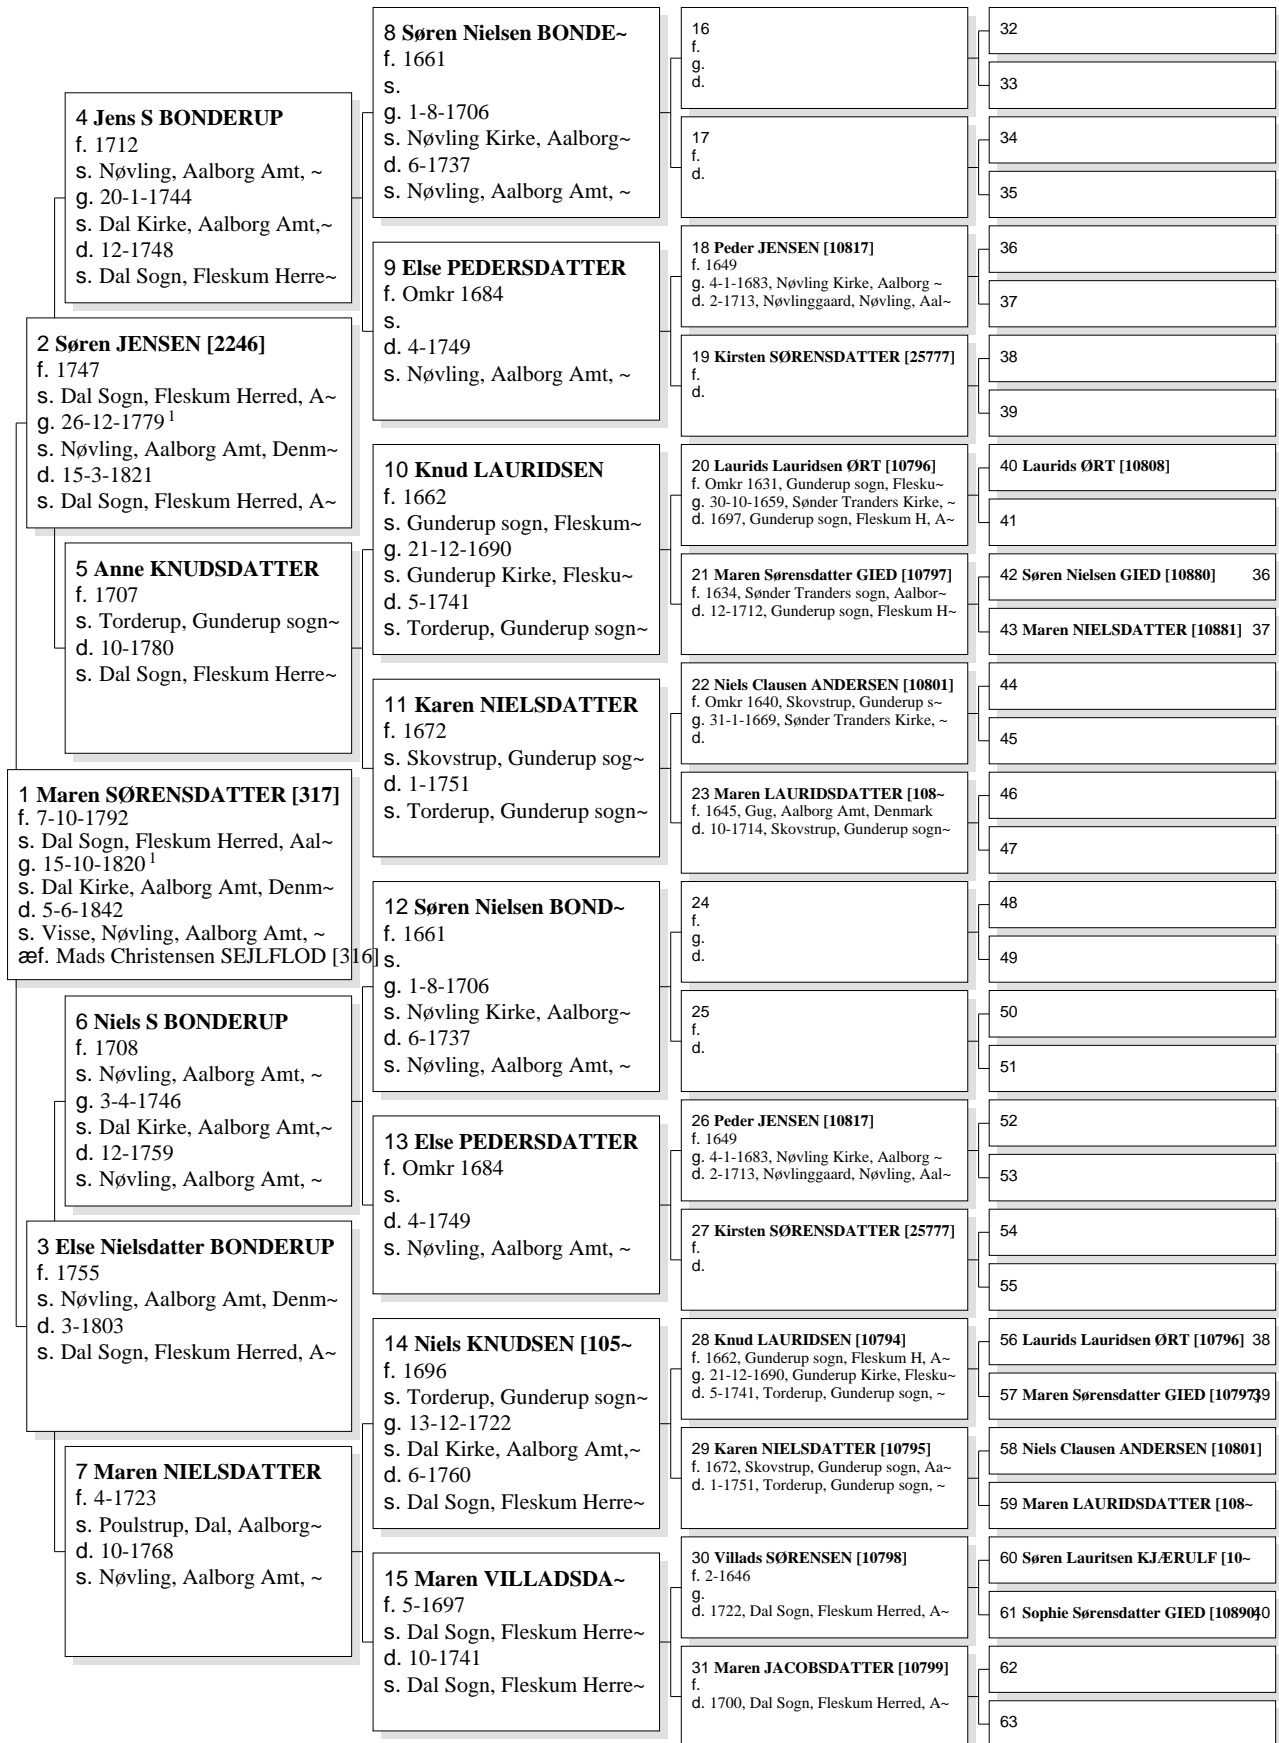 1 Maren SØRENSDATTER [317]
f. 7-10-1792
s. Dal Sogn, Fleskum Herred, Aal~
g. 15-10-1820 1
s. Dal Kirke, Aalborg Amt, Denm~
d. 5-6-1842
s. Visse, Nøvling, Aalborg Amt, ~
æf. Mads Christensen SEJLFLOD [316]
2 Søren JENSEN [2246]
f. 1747
s. Dal Sogn, Fleskum Herred, A~
g. 26-12-1779 1
s. Nøvling, Aalborg Amt, Denm~
d. 15-3-1821
s. Dal Sogn, Fleskum Herred, A~
3 Else Nielsdatter BONDERUP
f. 1755
s. Nøvling, Aalborg Amt, Denm~
d. 3-1803
s. Dal Sogn, Fleskum Herred, A~
4 Jens S BONDERUP
f. 1712
s. Nøvling, Aalborg Amt, ~
g. 20-1-1744
s. Dal Kirke, Aalborg Amt,~
d. 12-1748
s. Dal Sogn, Fleskum Herre~
5 Anne KNUDSDATTER
f. 1707
s. Torderup, Gunderup sogn~
d. 10-1780
s. Dal Sogn, Fleskum Herre~
6 Niels S BONDERUP
f. 1708
s. Nøvling, Aalborg Amt, ~
g. 3-4-1746
s. Dal Kirke, Aalborg Amt,~
d. 12-1759
s. Nøvling, Aalborg Amt, ~
7 Maren NIELSDATTER
f. 4-1723
s. Poulstrup, Dal, Aalborg~
d. 10-1768
s. Nøvling, Aalborg Amt, ~
8 Søren Nielsen BONDE~
f. 1661
s.
g. 1-8-1706
s. Nøvling Kirke, Aalborg~
d. 6-1737
s. Nøvling, Aalborg Amt, ~
9 Else PEDERSDATTER
f. Omkr 1684
s.
d. 4-1749
s. Nøvling, Aalborg Amt, ~
10 Knud LAURIDSEN
f. 1662
s. Gunderup sogn, Fleskum~
g. 21-12-1690
s. Gunderup Kirke, Flesku~
d. 5-1741
s. Torderup, Gunderup sogn~
11 Karen NIELSDATTER
f. 1672
s. Skovstrup, Gunderup sog~
d. 1-1751
s. Torderup, Gunderup sogn~
12 Søren Nielsen BOND~
f. 1661
s.
g. 1-8-1706
s. Nøvling Kirke, Aalborg~
d. 6-1737
s. Nøvling, Aalborg Amt, ~
13 Else PEDERSDATTER
f. Omkr 1684
s.
d. 4-1749
s. Nøvling, Aalborg Amt, ~
14 Niels KNUDSEN [105~
f. 1696
s. Torderup, Gunderup sogn~
g. 13-12-1722
s. Dal Kirke, Aalborg Amt,~
d. 6-1760
s. Dal Sogn, Fleskum Herre~
15 Maren VILLADSDA~
f. 5-1697
s. Dal Sogn, Fleskum Herre~
d. 10-1741
s. Dal Sogn, Fleskum Herre~
16
f.
g.
d.
17
f.
d.
18 Peder JENSEN [10817]
f. 1649
g. 4-1-1683, Nøvling Kirke, Aalborg ~
d. 2-1713, Nøvlinggaard, Nøvling, Aal~
19 Kirsten SØRENSDATTER [25777]
f.
d.
20 Laurids Lauridsen ØRT [10796]
f. Omkr 1631, Gunderup sogn, Flesku~
g. 30-10-1659, Sønder Tranders Kirke, ~
d. 1697, Gunderup sogn, Fleskum H, A~
21 Maren Sørensdatter GIED [10797]
f. 1634, Sønder Tranders sogn, Aalbor~
d. 12-1712, Gunderup sogn, Fleskum H~
22 Niels Clausen ANDERSEN [10801]
f. Omkr 1640, Skovstrup, Gunderup s~
g. 31-1-1669, Sønder Tranders Kirke, ~
d.
23 Maren LAURIDSDATTER [108~
f. 1645, Gug, Aalborg Amt, Denmark
d. 10-1714, Skovstrup, Gunderup sogn~
24
f.
g.
d.
25
f.
d.
26 Peder JENSEN [10817]
f. 1649
g. 4-1-1683, Nøvling Kirke, Aalborg ~
d. 2-1713, Nøvlinggaard, Nøvling, Aal~
27 Kirsten SØRENSDATTER [25777]
f.
d.
28 Knud LAURIDSEN [10794]
f. 1662, Gunderup sogn, Fleskum H, A~
g. 21-12-1690, Gunderup Kirke, Flesku~
d. 5-1741, Torderup, Gunderup sogn, ~
29 Karen NIELSDATTER [10795]
f. 1672, Skovstrup, Gunderup sogn, Aa~
d. 1-1751, Torderup, Gunderup sogn, ~
30 Villads SØRENSEN [10798]
f. 2-1646
g.
d. 1722, Dal Sogn, Fleskum Herred, A~
31 Maren JACOBSDATTER [10799]
f.
d. 1700, Dal Sogn, Fleskum Herred, A~
32
33
34
35
36
37
38
39
40 Laurids ØRT [10808]
41
42 Søren Nielsen GIED [10880] 36
43 Maren NIELSDATTER [10881] 37
44
45
46
47
48
49
50
51
52
53
54
55
56 Laurids Lauridsen ØRT [10796] 38
57 Maren Sørensdatter GIED [10797] 39
58 Niels Clausen ANDERSEN [10801]
59 Maren LAURIDSDATTER [108~
60 Søren Lauritsen KJÆRULF [10~
61 Sophie Sørensdatter GIED [10890] 40
62
63